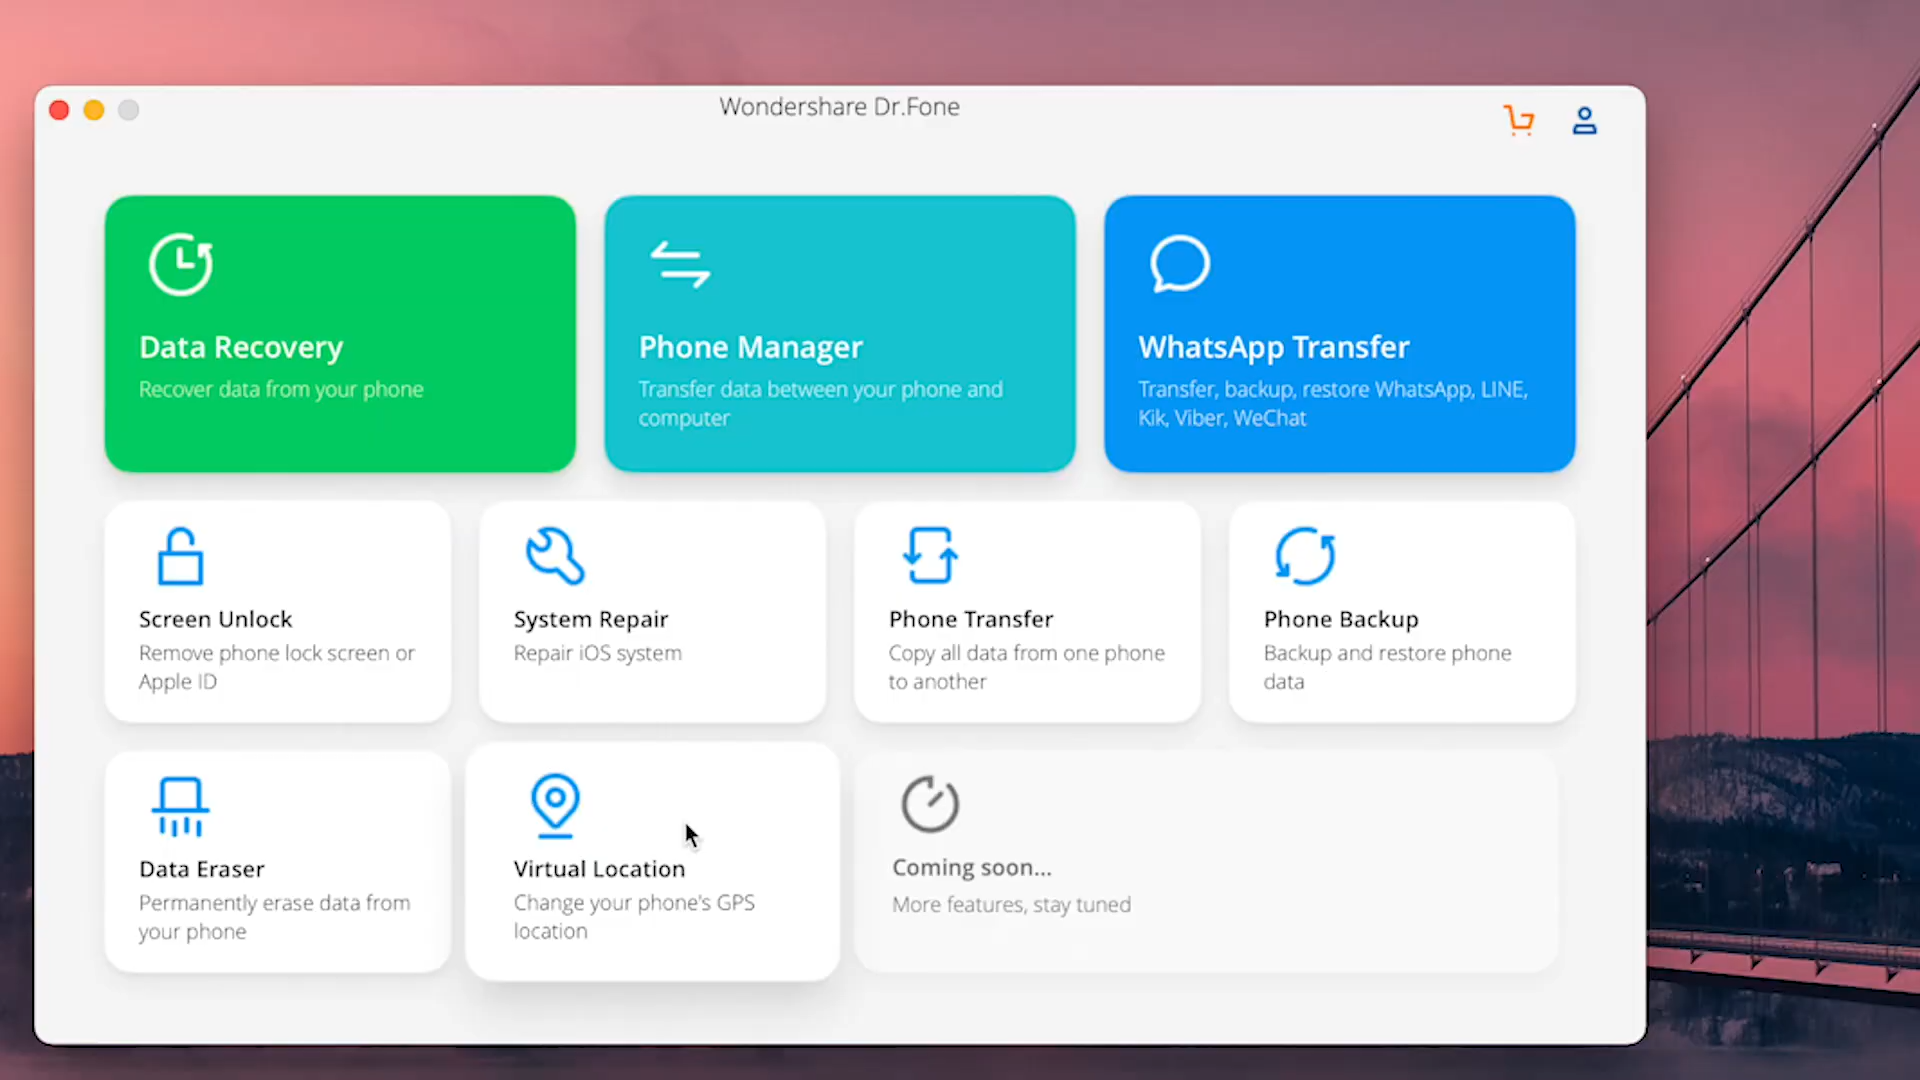 Wondershare Dr.Fone
Data Recovery
Recover data from your phone
Phone Manager
Transfer data between your phone and
computer
WhatsApp Transfer
Transfer, backup, restore WhatsApp, LINE,
Kik, Viber, WeChat
Screen Unlock
Remove phone lock screen or
Apple ID
System Repair
Repair iOS system
Phone Transfer
Copy all data from one phone
to another
Phone Backup
Backup and restore phone
data
Data Eraser
Permanently erase data from
your phone
Virtual Location
Change your phone's GPS
location
Coming soon...
More features, stay tuned